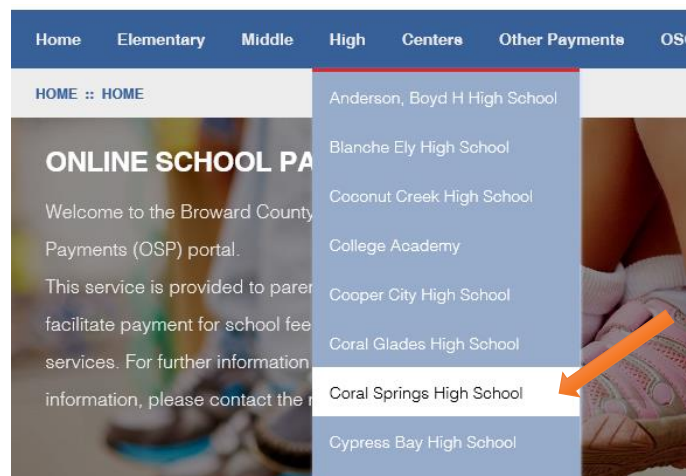 Home Elementary Middle High Centers Other Payments
HOME :: HOME
Anderson, Boyd H High School
Blanche Ely High School
Coconut Creek High School
College Academy
Cooper City High School
Coral Glades High School
Coral Springs High School
Cypress Bay High School
ONLINE SCHOOL PA
Welcome to the Broward County
Payments (OSP) portal.
This service is provided to parer
facilitate payment for school fee
services. For further information
information, please contact the